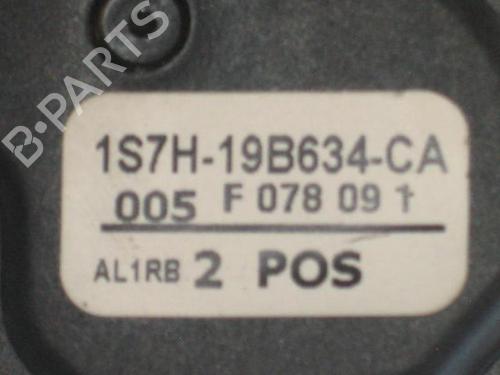 B-PARTS
1S7H-19B634-CA
005 F 078 09 †
AL1RB 2 POS